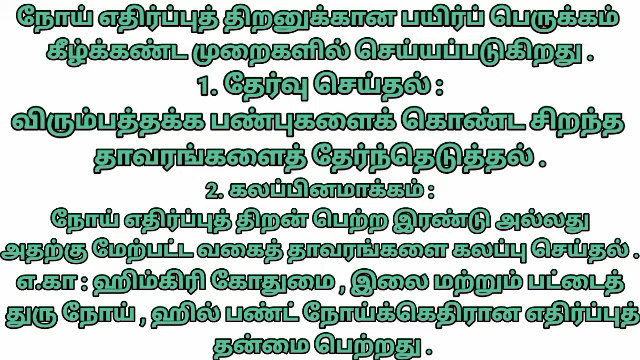 நோய் எதிர்ப்புத் திறனுக்கான பயிர்ப் பெருக்கம்
கீழ்க்கண்ட முறைகளில் செய்யப்படுகிறது .
1. தேர்வு செய்தல் :
விரும்பத்தக்க பண்புகளைக் கொண்ட சிறந்த
தாவரங்களைத் தேர்ந்தெடுத்தல் .
2. கலப்பினமாக்கம் :
நோய் எதிர்ப்புத் திறன் பெற்ற இரண்டு அல்லது
அதற்கு மேற்பட்ட வகைத் தாவரங்களை கலப்பு செய்தல் .
எ.கா : ஹிம்கிரி கோதுமை , இலை மற்றும் பட்டைத்
துரு நோய் , ஹில் பண்ட் நோய்க்கெதிரான எதிர்ப்புத்
தன்மை பெற்றது .